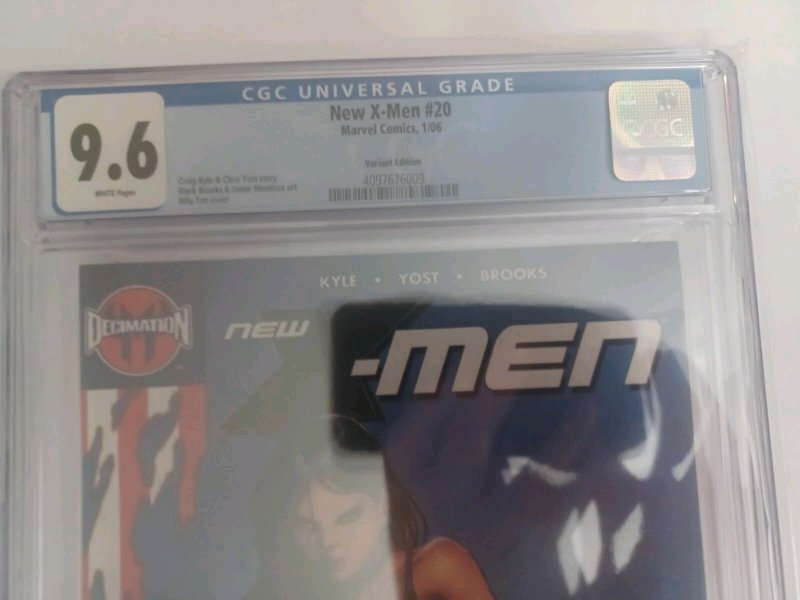 CGC UNIVERSAL GRADE
9.6
WHITE Pages
New X-Men #20
Marvel Comics, 1/06
Variant Edition
Craig Kyle & Chris Yost story
Mark Brooks & Jaime Mendoza art
Billy Tan cover
4097676009
CGC
KYLE • YOST • BROOKS
DECIMATION
NEW
-MEN